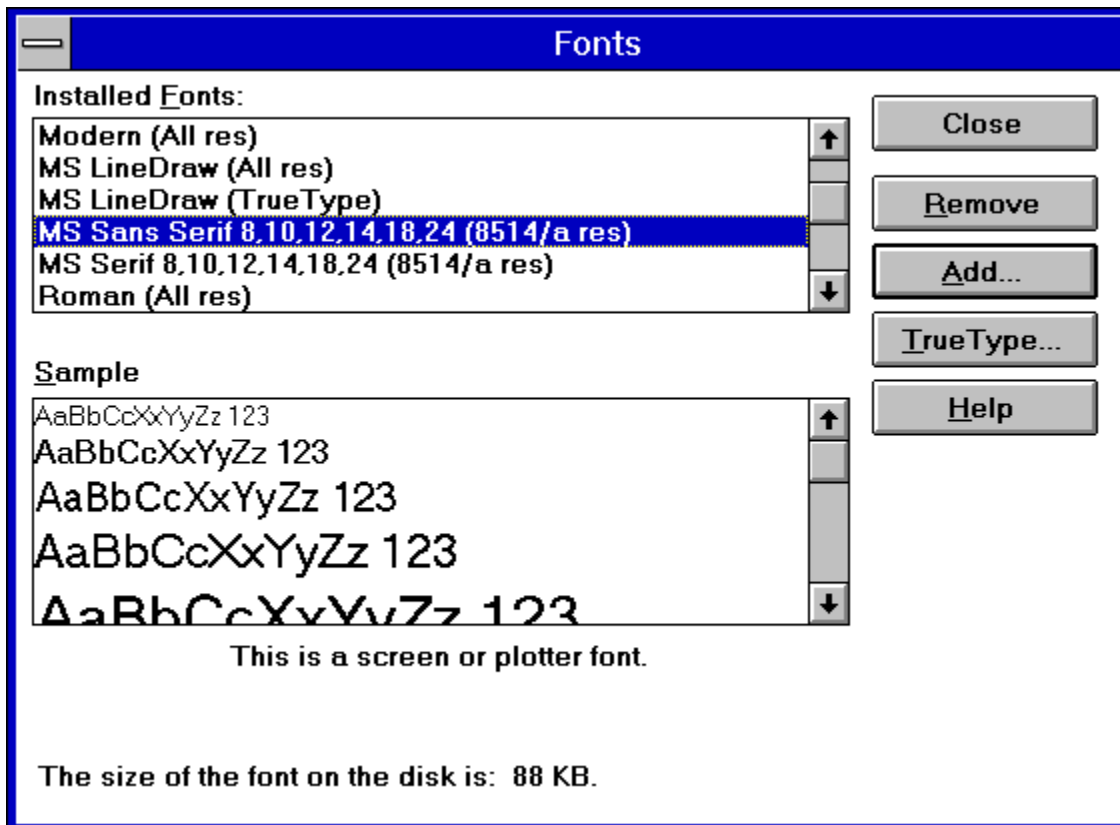 Fonts
Installed Fonts:
Modern (All res)
MS LineDraw (All res)
MS LineDraw (TrueType)
MS Sans Serif 8,10,12,14,18,24 (8514/a res)
MS Serif 8,10,12,14,18,24 (8514/a res)
Roman (All res)
Close
Remove
Add...
TrueType...
Help
Sample
AaBbCcXxYyZz 123
AaBbCcXxYyZz 123
AaBbCcXxYyZz 123
AaBbCcXxYyZz 123
AaBbCcXxYyZz 123
This is a screen or plotter font.
The size of the font on the disk is:  88 KB.